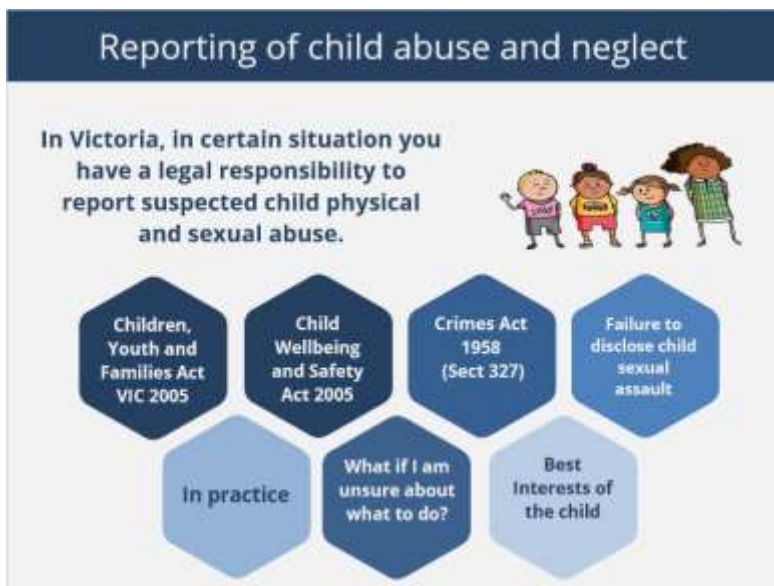 Reporting of child abuse and neglect
In Victoria, in certain situation you
have a legal responsibility to
report suspected child physical
and sexual abuse.
Children,
Youth and
Families Act
VIC 2005
Child
Wellbeing
and Safety
Act 2005
Crimes Act
1958
(Sect 327)
Failure to
disclose child
sexual
assault
In practice
What if I am
unsure about
what to do?
Best
Interests of
the child